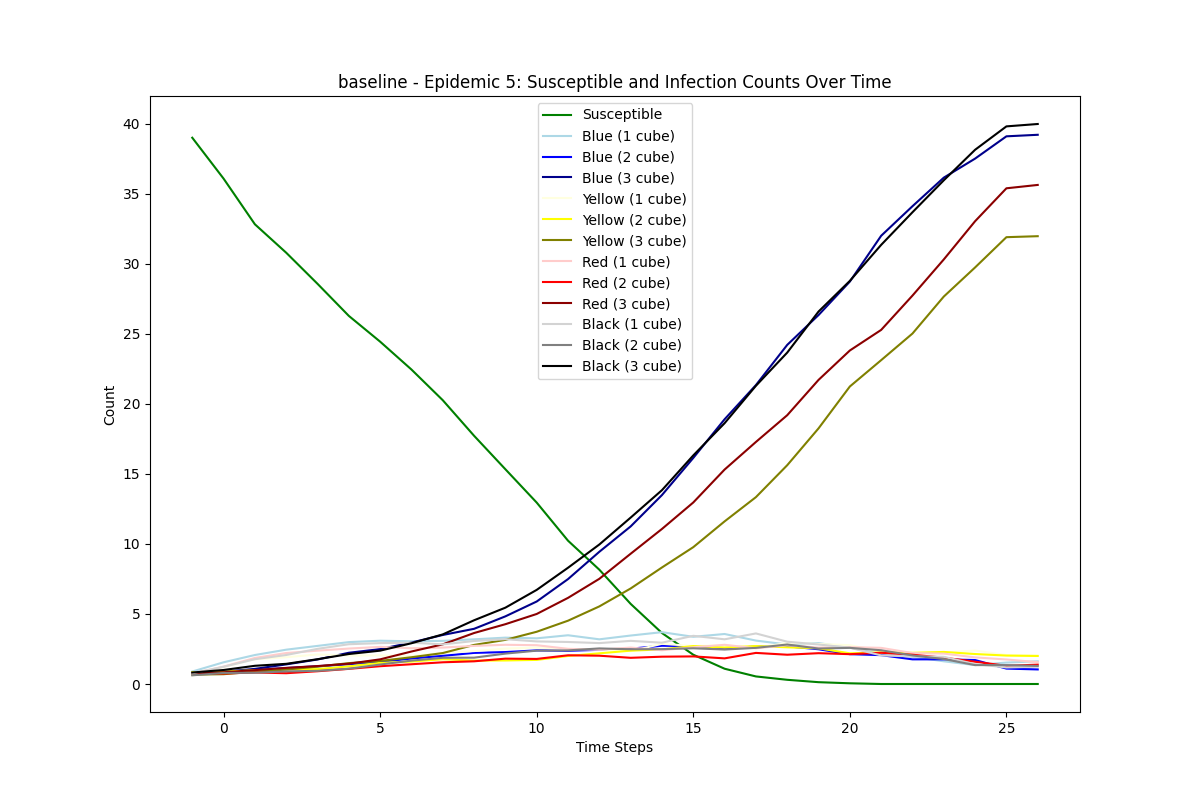 baseline - Epidemic 5: Susceptible and Infection Counts Over Time
Susceptible
Blue (1 cube)
Blue (2 cube)
Blue (3 cube)
Yellow (1 cube)
Yellow (2 cube)
Yellow (3 cube)
Red (1 cube)
Red (2 cube)
Red (3 cube)
Black (1 cube)
Black (2 cube)
Black (3 cube)
Count
40
35
30
25
20
15
10
5
0
0 5 10 15 20 25
Time Steps